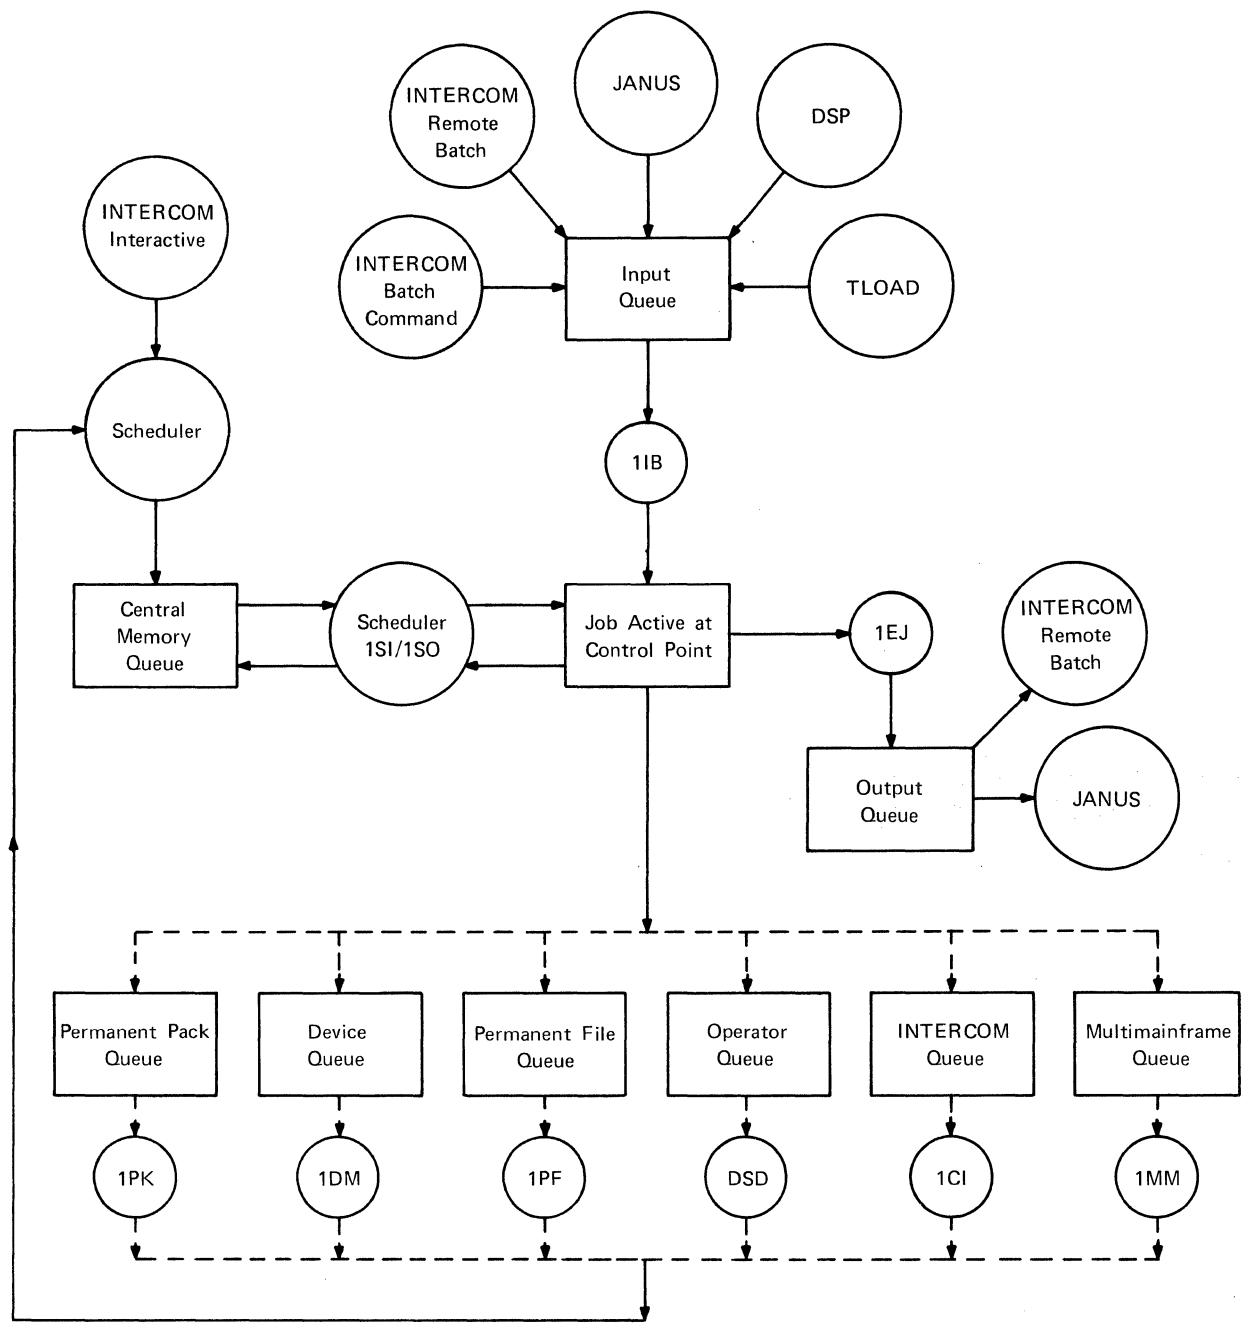 JANUS
INTERCOM
Remote
Batch
DSP
INTERCOM
Interactive
INTERCOM
Batch
Command
Input
Queue
TLOAD
Scheduler
1IB
Central
Memory
Queue
Scheduler
1SI/1SO
Job Active at
Control Point
1EJ
INTERCOM
Remote
Batch
Output
Queue
JANUS
Permanent Pack
Queue
Device
Queue
Permanent File
Queue
Operator
Queue
INTERCOM
Queue
Multimainframe
Queue
1PK
1DM
1PF
DSD
1CI
1MM